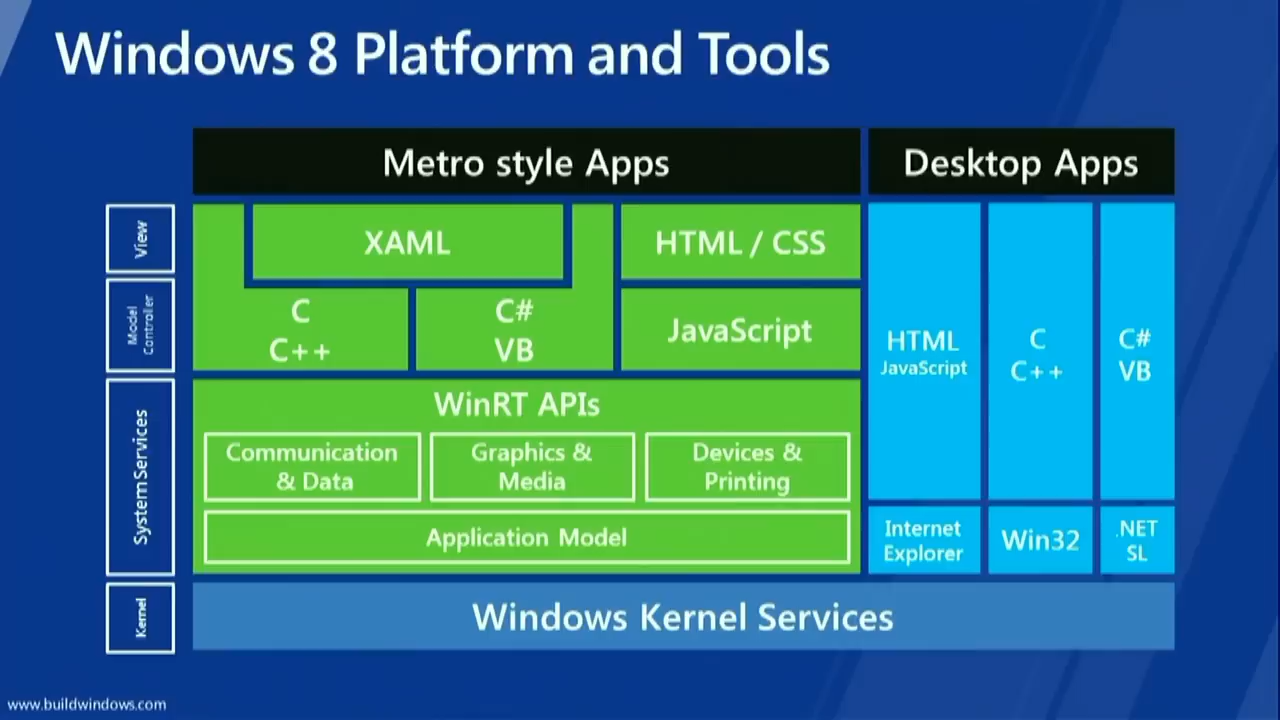 Windows 8 Platform and Tools
Metro style Apps
Desktop Apps
View
XAML
HTML / CSS
Model
Controller
C
C++
C#
VB
JavaScript
HTML
JavaScript
C
C++
C#
VB
System Services
WinRT APIs
Communication
& Data
Graphics &
Media
Devices &
Printing
Application Model
Internet
Explorer
Win32
.NET
SL
Kernel
Windows Kernel Services
www.buildwindows.com